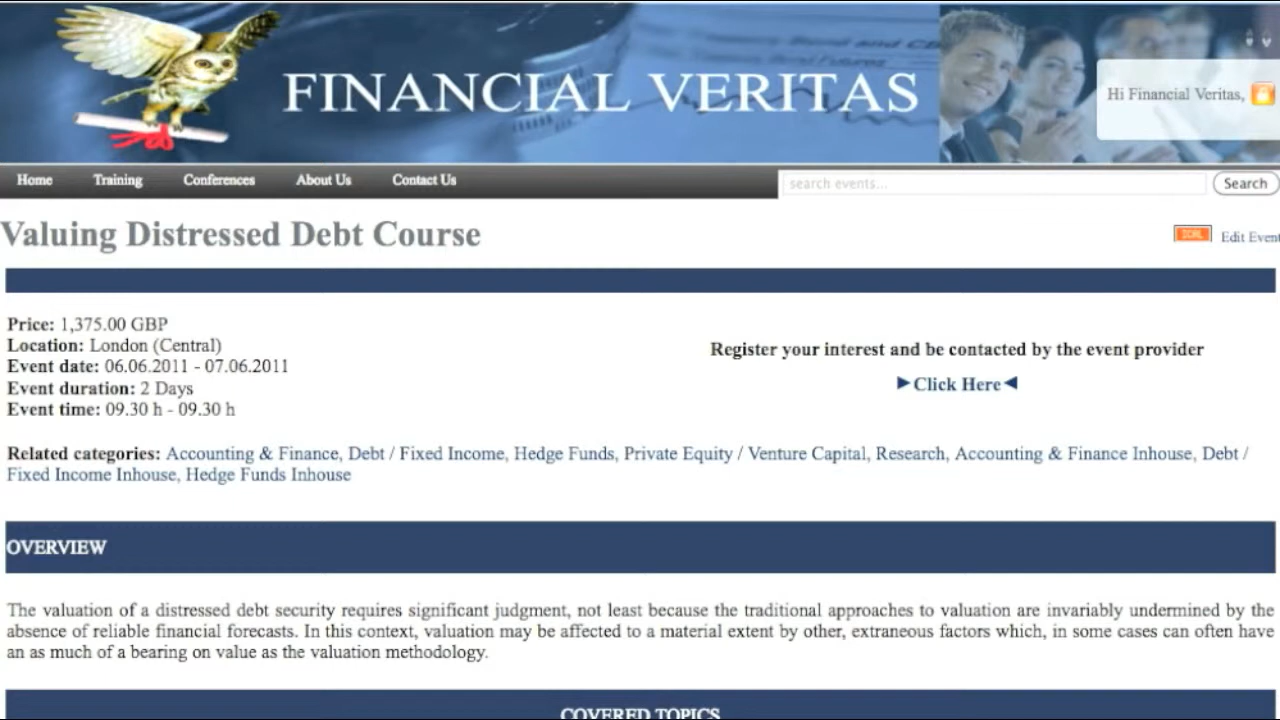 FINANCIAL VERITAS
Hi Financial Veritas,
Home Training Conferences About Us Contact Us
search events... Search
Valuing Distressed Debt Course
ICAL Edit Event
Price: 1,375.00 GBP
Location: London (Central)
Event date: 06.06.2011 - 07.06.2011
Event duration: 2 Days
Event time: 09.30 h - 09.30 h
Register your interest and be contacted by the event provider
Click Here
Related categories: Accounting & Finance, Debt / Fixed Income, Hedge Funds, Private Equity / Venture Capital, Research, Accounting & Finance Inhouse, Debt /
Fixed Income Inhouse, Hedge Funds Inhouse
OVERVIEW
The valuation of a distressed debt security requires significant judgment, not least because the traditional approaches to valuation are invariably undermined by the
absence of reliable financial forecasts. In this context, valuation may be affected to a material extent by other, extraneous factors which, in some cases can often have
an as much of a bearing on value as the valuation methodology.
COVERED TOPICS